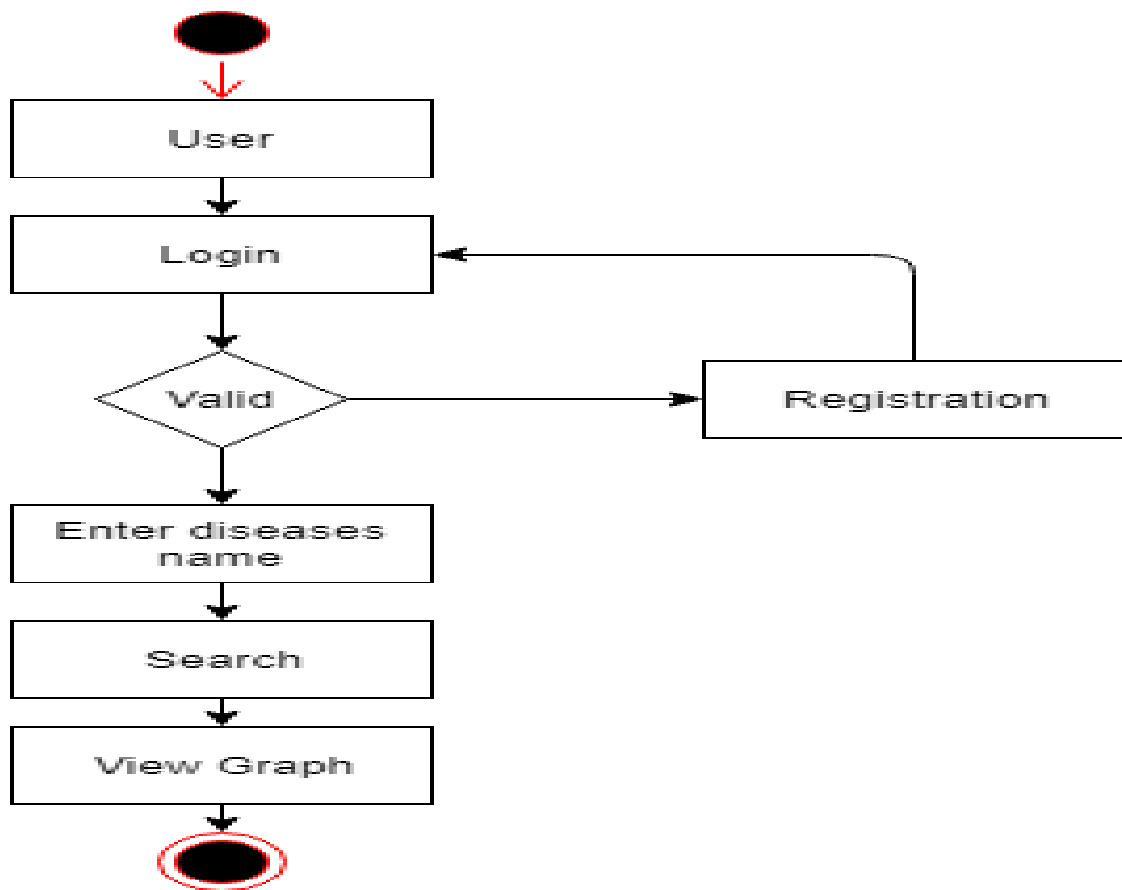 User
Login
Valid
Registration
Enter diseases
name
Search
View Graph